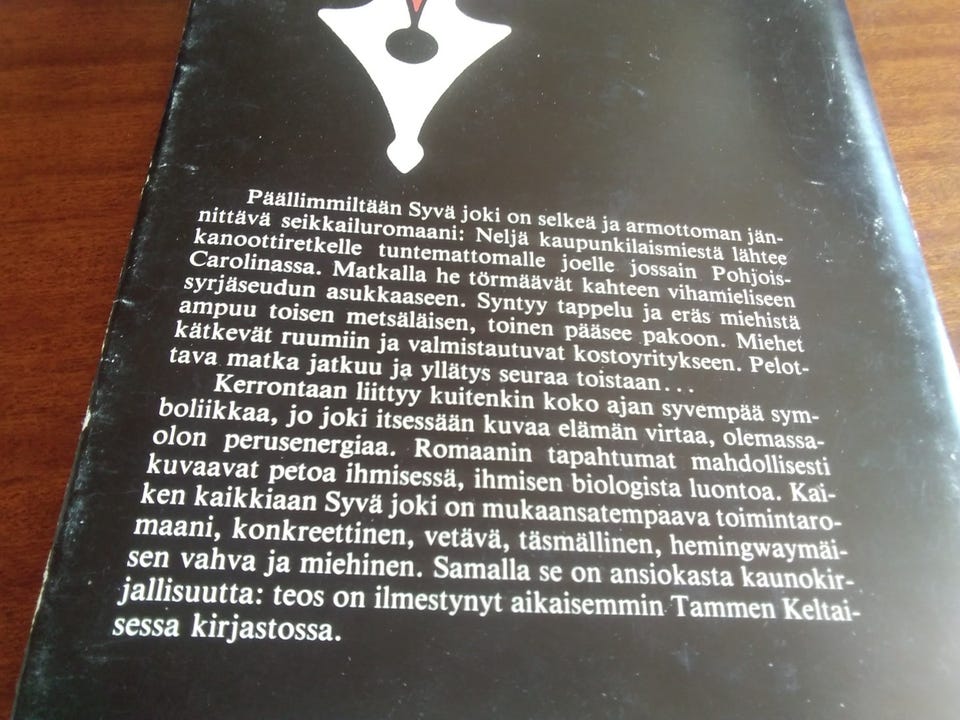 Päällimmiltään Syvä joki on selkeä ja armottoman jän-
nittävä seikkailuromaani: Neljä kaupunkilaismiestä lähtee
kanoottiretkelle tuntemattomalle joelle jossain Pohjois-
Carolinassa. Matkalla he törmäävät kahteen vihamieliseen
syrjäseudun asukkaaseen. Syntyy tappelu ja eräs miehistä
ampuu toisen metsäläisen, toinen pääsee pakoon. Miehet
kätkevät ruumiin ja valmistautuvat kostoyritykseen. Pelot-
tava matka jatkuu ja yllätys seuraa toistaan...
Kerrontaan liittyy kuitenkin koko ajan syvempää sym-
boliikkaa, jo joki itsessään kuvaa elämän virtaa, olemassa-
olon perusenergiaa. Romaanin tapahtumat mahdollisesti
kuvaavat petoa ihmisessä, ihmisen biologista luontoa. Kai-
ken kaikkiaan Syvä joki on mukaansatempaava toimintaro-
maani, konkreettinen, vetävä, täsmällinen, hemingwaymäi-
sen vahva ja miehinen. Samalla se on ansiokasta kaunokir-
jallisuutta: teos on ilmestynyt aikaisemmin Tammen Keltai-
sessa kirjastossa.